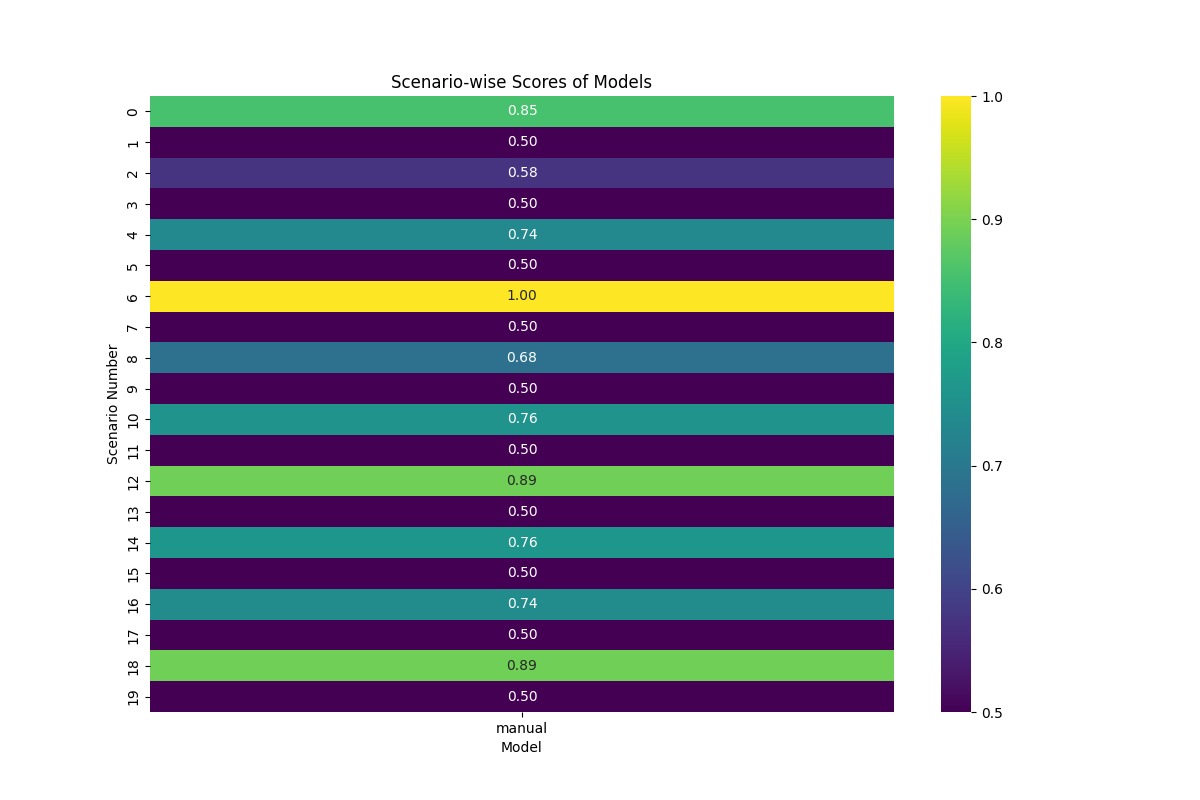 Scenario-wise Scores of Models
0 0.85 1.0
1 0.50
2 0.58
3 0.50
4 0.74 0.9
5 0.50
6 1.00
7 0.50
8 0.68 0.8
9 0.50
10 0.76
11 0.50
12 0.89 0.7
13 0.50
14 0.76
15 0.50
16 0.74 0.6
17 0.50
18 0.89
19 0.50 0.5
Scenario Number
manual
Model